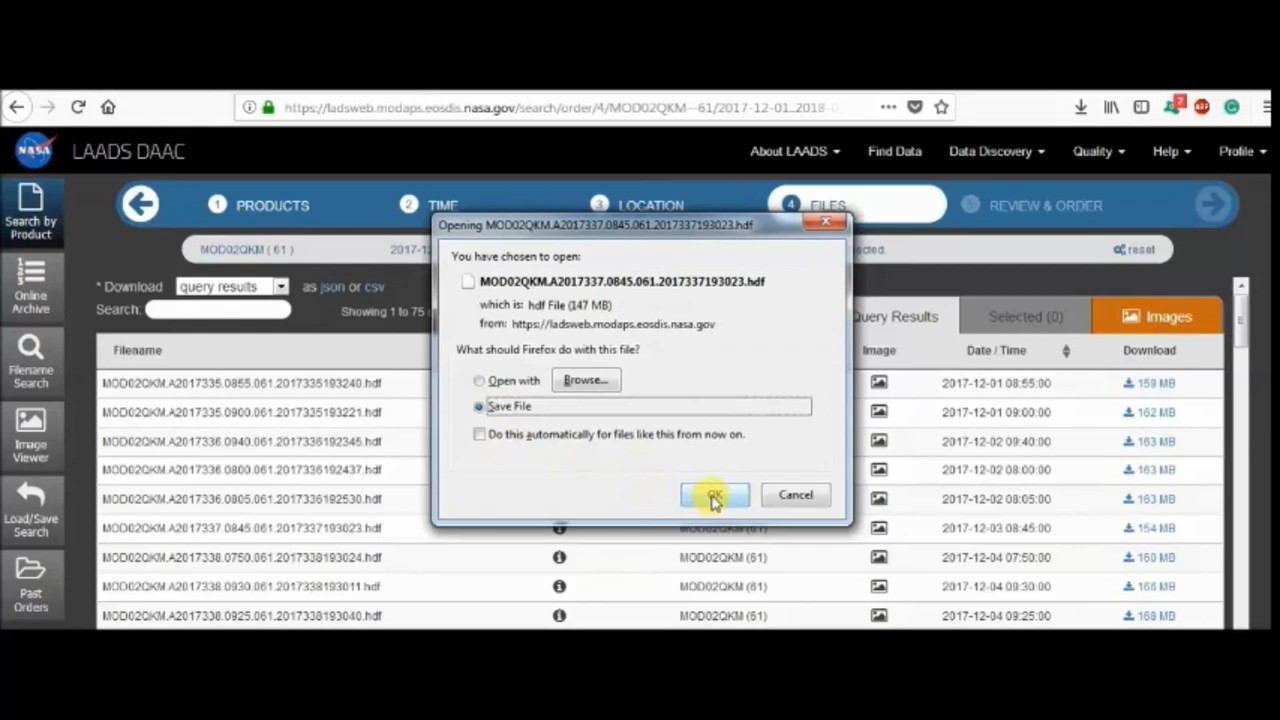 https://ladsweb.modaps.eosdis.nasa.gov/search/order/4/MOD02QKM--61/2017-12-01..2018-0
2
NASA
LAADS DAAC
About LAADS
Find Data
Data Discovery
Quality
Help
Profile
Search by Product
1 PRODUCTS
2 TIME
3 LOCATION
4 FILES
REVIEW & ORDER
MOD02QKM ( 61 )
2017-12
reset
* Download query results as json or csv
Search:
Showing 1 to 75
Query Results
Selected (0)
Images
Online Archive
Filename Search
Image Viewer
Load/Save Search
Past Orders
Opening MOD02QKM.A2017337.0845.061.2017337193023.hdf
You have chosen to open:
MOD02QKM.A2017337.0845.061.2017337193023.hdf
which is: hdf File (147 MB)
from: https://ladsweb.modaps.eosdis.nasa.gov
What should Firefox do with this file?
Open with Browse...
Save File
Do this automatically for files like this from now on.
OK Cancel
Filename Image Date / Time Download
MOD02QKM.A2017335.0855.061.2017335193240.hdf 2017-12-01 08:55:00 159 MB
MOD02QKM.A2017335.0900.061.2017335193221.hdf 2017-12-01 09:00:00 162 MB
MOD02QKM.A2017336.0940.061.2017336192345.hdf 2017-12-02 09:40:00 163 MB
MOD02QKM.A2017336.0800.061.2017336192437.hdf 2017-12-02 08:00:00 163 MB
MOD02QKM.A2017336.0805.061.2017336192530.hdf 2017-12-02 08:05:00 163 MB
MOD02QKM.A2017337.0845.061.2017337193023.hdf MOD02QKM (61) 2017-12-03 08:45:00 154 MB
MOD02QKM.A2017338.0750.061.2017338193024.hdf MOD02QKM (61) 2017-12-04 07:50:00 160 MB
MOD02QKM.A2017338.0930.061.2017338193011.hdf MOD02QKM (61) 2017-12-04 09:30:00 166 MB
MOD02QKM.A2017338.0925.061.2017338193040.hdf MOD02QKM (61) 2017-12-04 09:25:00 168 MB